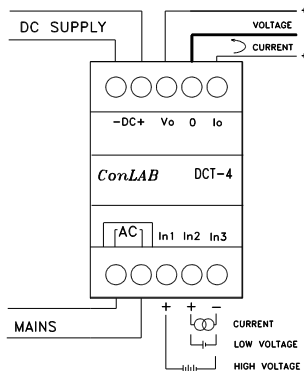 +
DC SUPPLY
VOLTAGE
CURRENT
+
-DC+ Vo 0 Io
ConLAB DCT-4
AC In1 In2 In3
+ + -
MAINS
CURRENT
LOW VOLTAGE
HIGH VOLTAGE